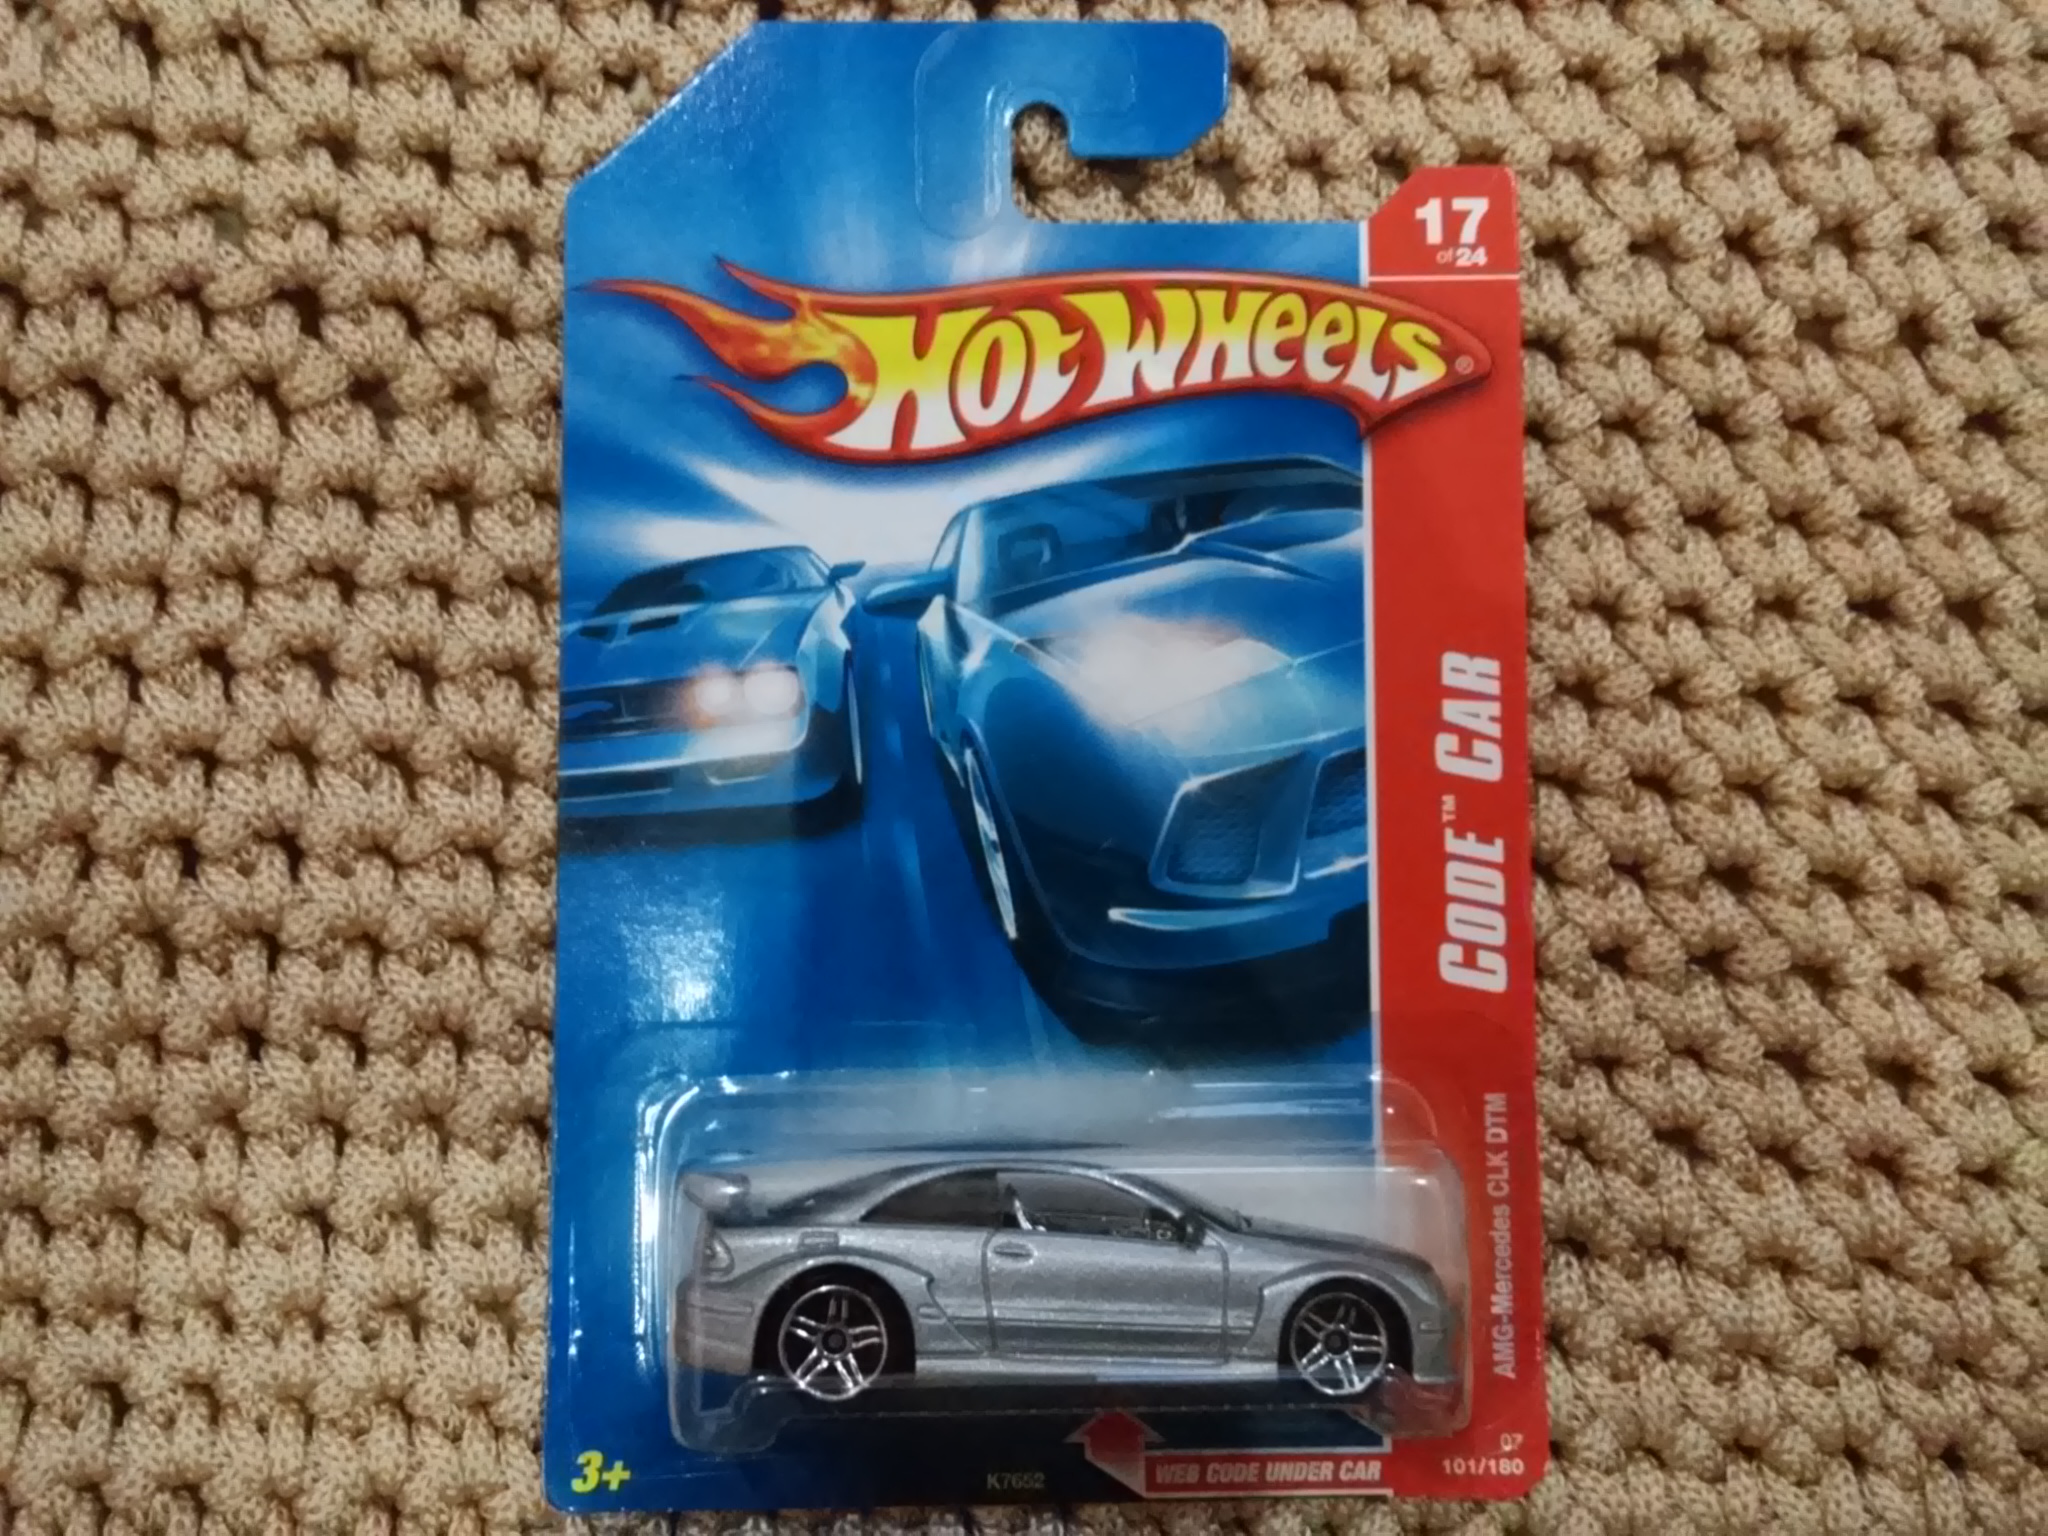 17
of 24
HOT WHEELS®
CODE™ CAR
AMG-Mercedes CLK DTM
3+
K7652
WEB CODE UNDER CAR
07
101/180